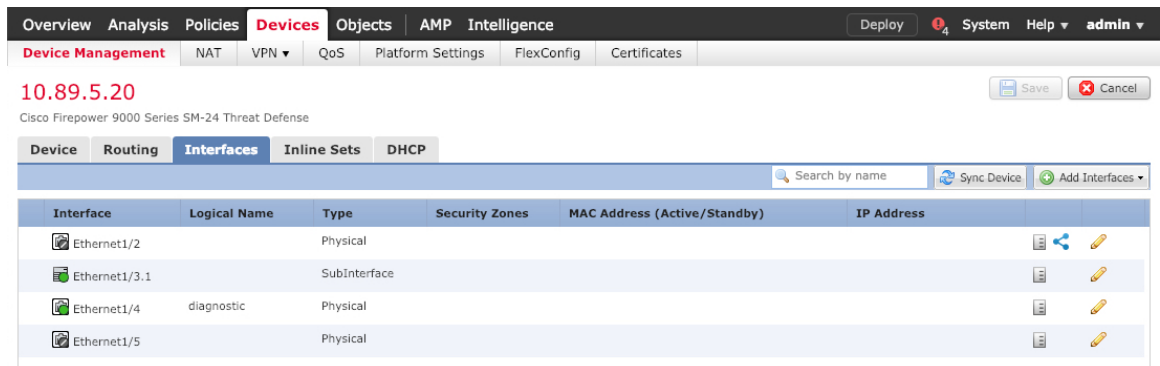 Overview Analysis Policies Devices Objects AMP Intelligence Deploy 4 System Help admin
Device Management NAT VPN QoS Platform Settings FlexConfig Certificates
10.89.5.20 Save Cancel
Cisco Firepower 9000 Series SM-24 Threat Defense
Device Routing Interfaces Inline Sets DHCP
Search by name Sync Device Add Interfaces
Interface Logical Name Type Security Zones MAC Address (Active/Standby) IP Address
Ethernet1/2 Physical
Ethernet1/3.1 SubInterface
Ethernet1/4 diagnostic Physical
Ethernet1/5 Physical